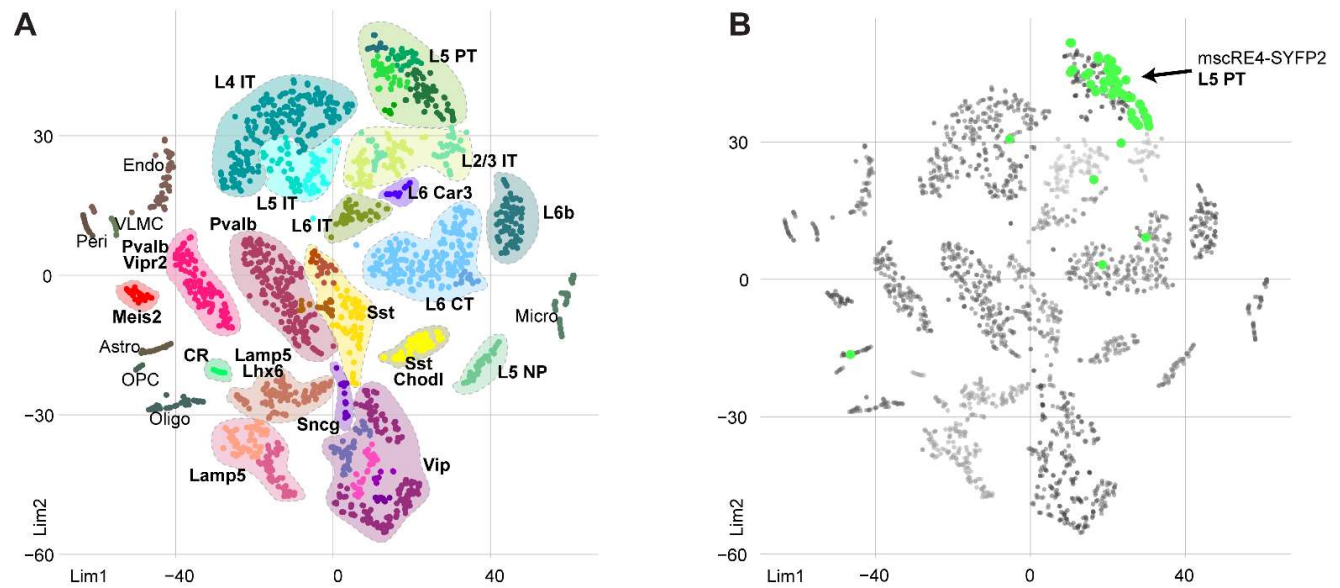 A
L5 PT
L4 IT
30
Endo
L2/3 IT
L5 IT
L6 Car3
VLMC
Peri
L6 IT
L6b
Pvalb
Pvalb
Vipr2
0
L6 CT
Meis2
Sst
Micro
Astro
CR
Lamp5
Lhx6
Sst
Chodl
L5 NP
OPC
Oligo
−30
Sncg
Lamp5
Vip
Lim2
−60
Lim1
−40
0
40
B
mscRE4-SYFP2
L5 PT
30
0
−30
Lim2
−60
Lim1
−40
0
40